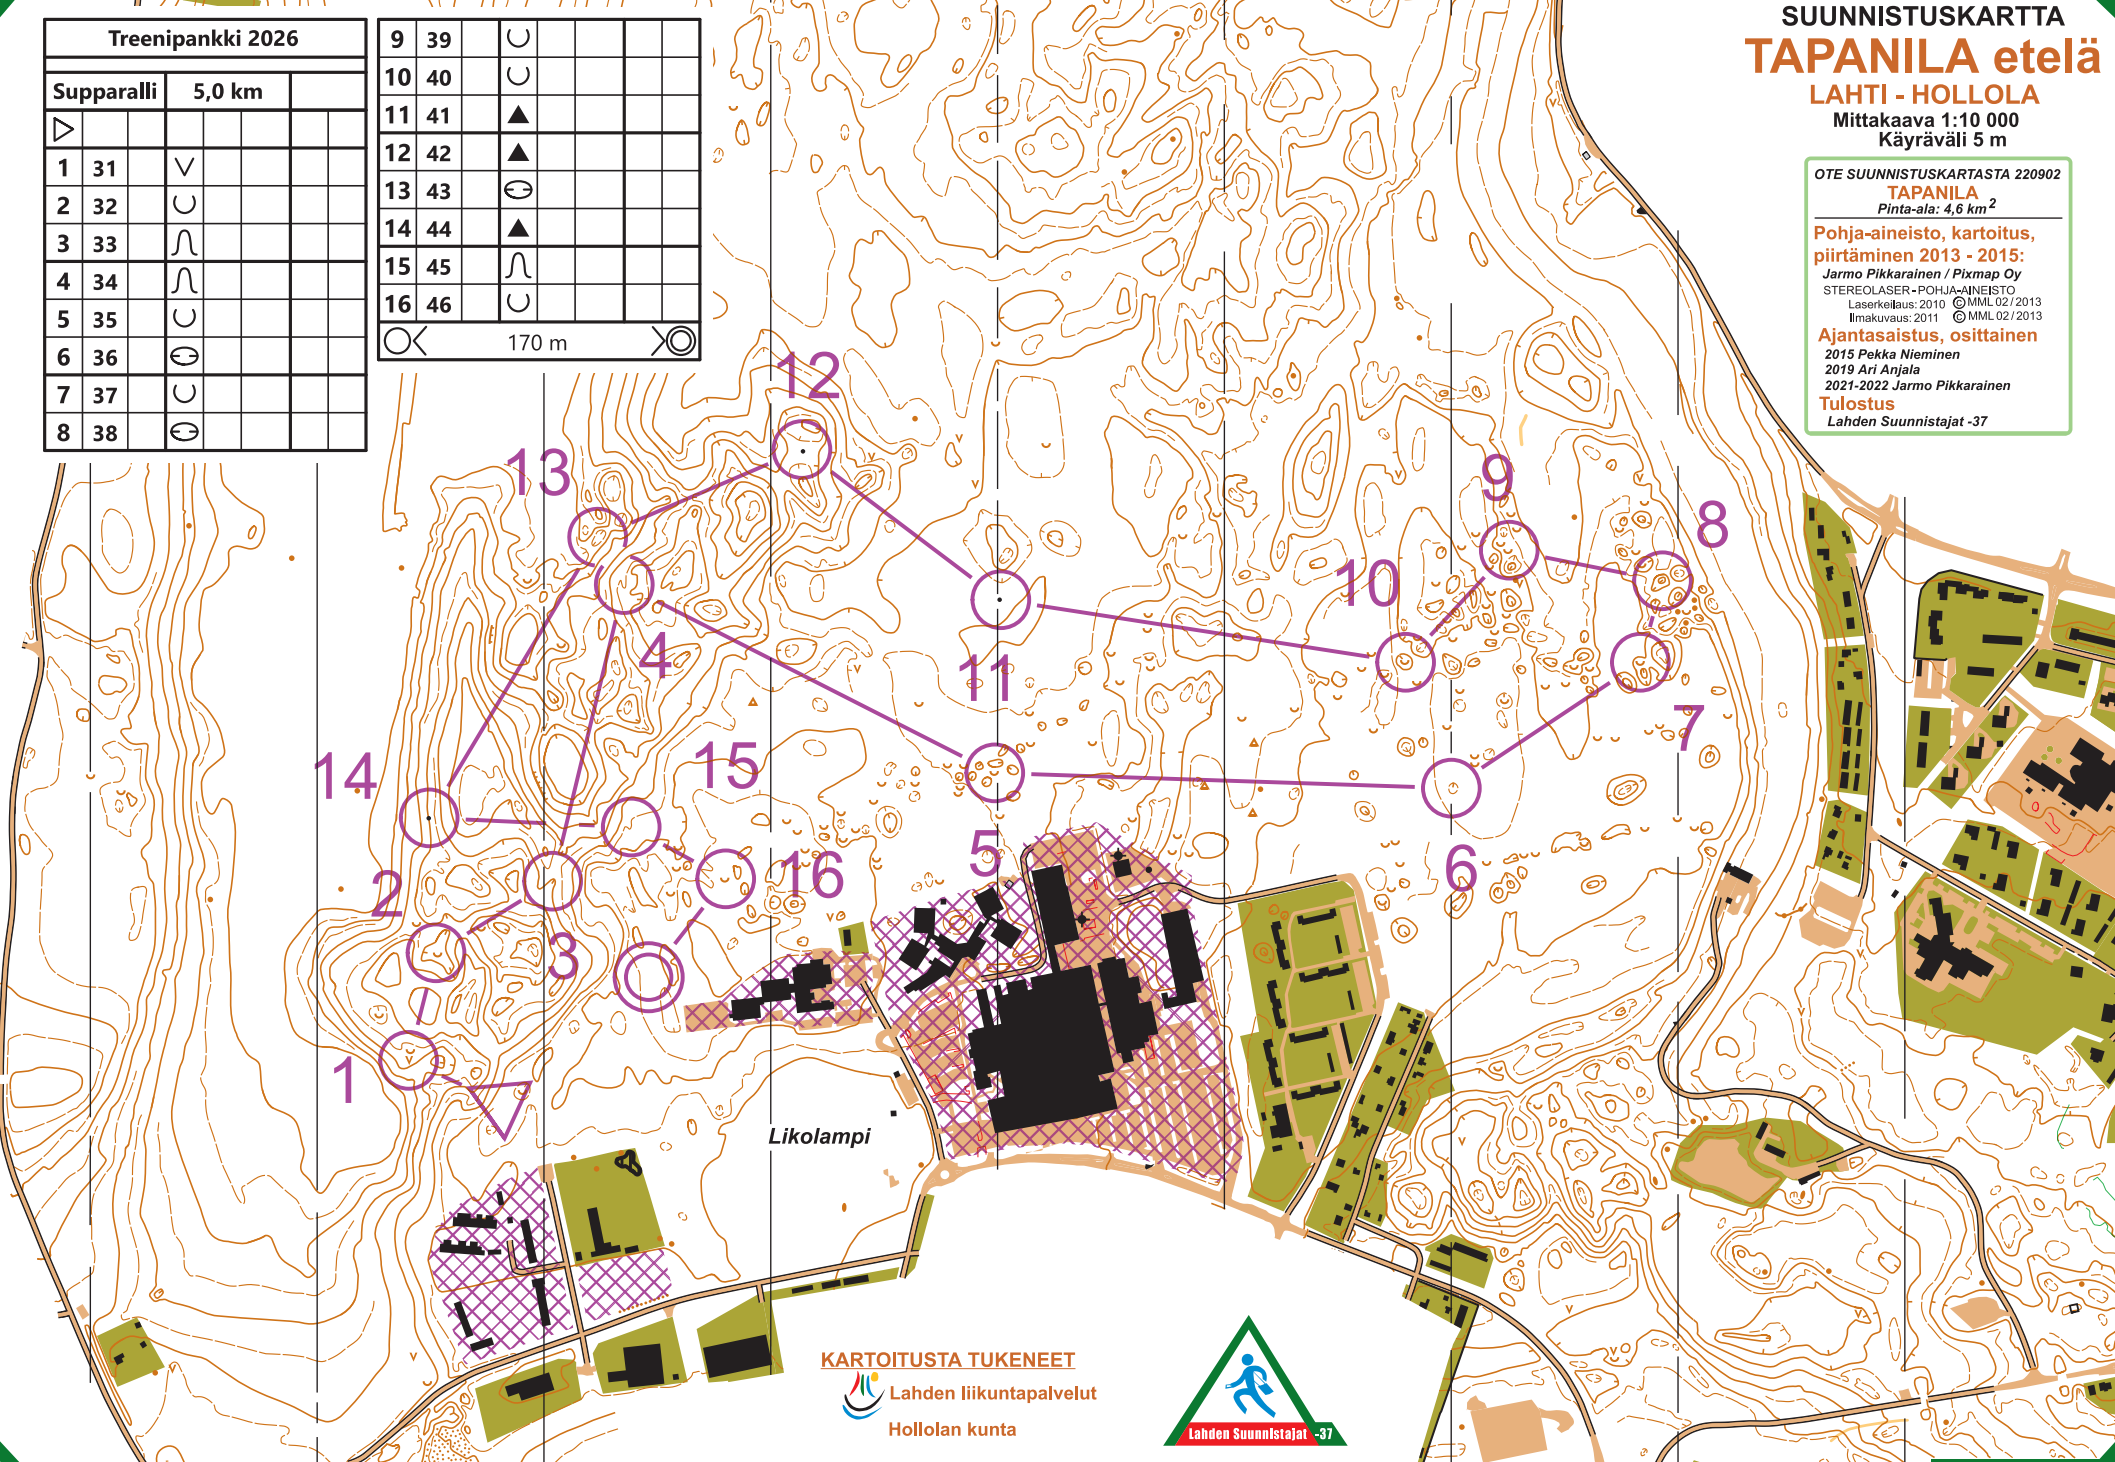 Treenipankki 2026
Supparalli 5,0 km
1 31
2 32
3 33
4 34
5 35
6 36
7 37
8 38
9 39
10 40
11 41
12 42
13 43
14 44
15 45
16 46
170 m
SUUNNISTUSKARTTA
TAPANILA etelä
LAHTI - HOLLOLA
Mittakaava 1:10 000
Käyräväli 5 m
OTE SUUNNISTUSKARTASTA 220902
TAPANILA
Pinta-ala: 4,6 km²
Pohja-aineisto, kartoitus,
piirtäminen 2013 - 2015:
Jarmo Pikkarainen / Pixmap Oy
STEREOLASER-POHJA-AINEISTO
Laserkeilaus: 2010 ©MML 02/2013
Ilmakuvaus: 2011 ©MML 02/2013
Ajantasaistus, osittainen
2015 Pekka Nieminen
2019 Ari Anjala
2021-2022 Jarmo Pikkarainen
Tulostus
Lahden Suunnistajat -37
12
13
9
8
10
4
11
7
14
15
2
5
16
6
3
1
Likolampi
KARTOITUSTA TUKENEET
Lahden liikuntapalvelut
Hollolan kunta
Lahden Suunnistajat -37